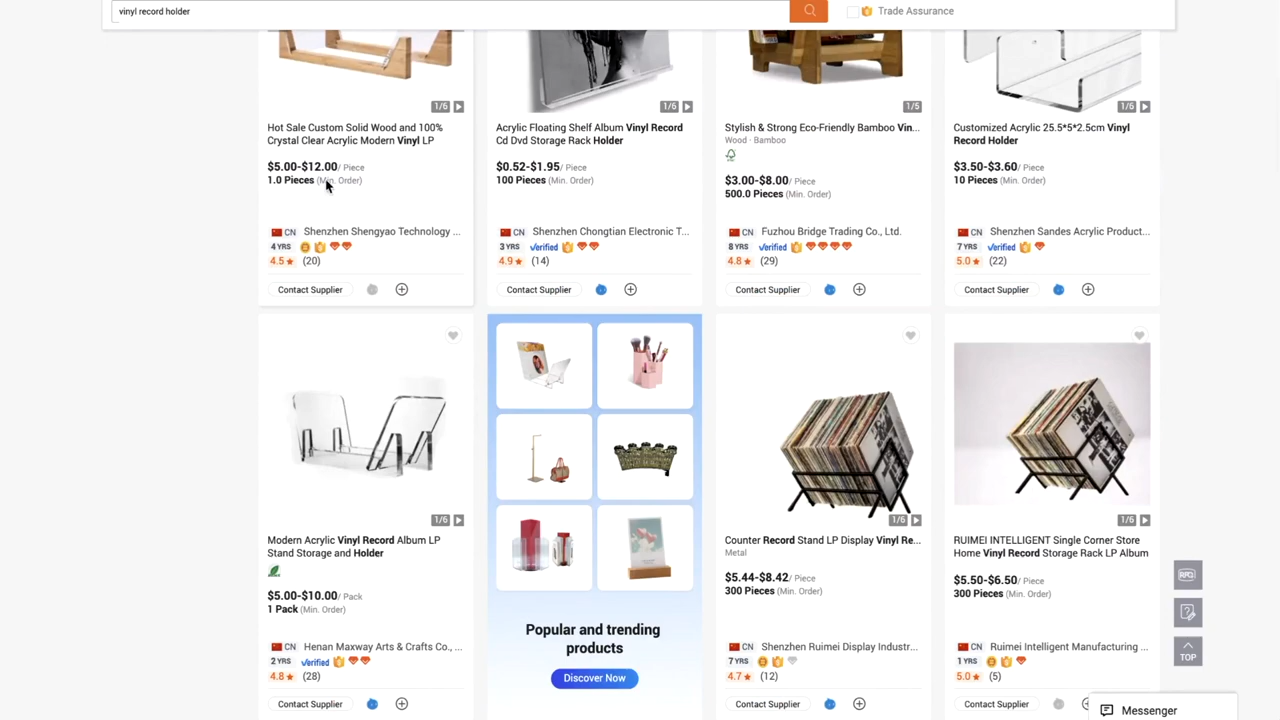 vinyl record holder
Trade Assurance
1/6
1/6
1/5
1/6
Hot Sale Custom Solid Wood and 100%
Crystal Clear Acrylic Modern Vinyl LP
$5.00-$12.00/ Piece
1.0 Pieces (Min. Order)
CN Shenzhen Shengyao Technology ...
4 YRS
4.5 ★ (20)
Contact Supplier
Acrylic Floating Shelf Album Vinyl Record
Cd Dvd Storage Rack Holder
$0.52-$1.95/ Piece
100 Pieces (Min. Order)
CN Shenzhen Chongtian Electronic T...
3 YRS Verified
4.9 ★ (14)
Contact Supplier
Stylish & Strong Eco-Friendly Bamboo Vin...
Wood · Bamboo
$3.00-$8.00/ Piece
500.0 Pieces (Min. Order)
CN Fuzhou Bridge Trading Co., Ltd.
8 YRS Verified
4.8 ★ (29)
Contact Supplier
Customized Acrylic 25.5*5*2.5cm Vinyl
Record Holder
$3.50-$3.60/ Piece
10 Pieces (Min. Order)
CN Shenzhen Sandes Acrylic Product...
7 YRS Verified
5.0 ★ (22)
Contact Supplier
1/6
Modern Acrylic Vinyl Record Album LP
Stand Storage and Holder
$5.00-$10.00/ Pack
1 Pack (Min. Order)
CN Henan Maxway Arts & Crafts Co., ...
2 YRS Verified
4.8 ★ (28)
Contact Supplier
Popular and trending
products
Discover Now
1/6
Counter Record Stand LP Display Vinyl Re...
Metal
$5.44-$8.42/ Piece
300 Pieces (Min. Order)
CN Shenzhen Ruimei Display Industr...
7 YRS
4.7 ★ (12)
Contact Supplier
1/6
RUIMEI INTELLIGENT Single Corner Store
Home Vinyl Record Storage Rack LP Album
$5.50-$6.50/ Piece
300 Pieces (Min. Order)
CN Ruimei Intelligent Manufacturing ...
1 YRS
5.0 ★ (5)
Contact Supplier
RFQ
TOP
Messenger